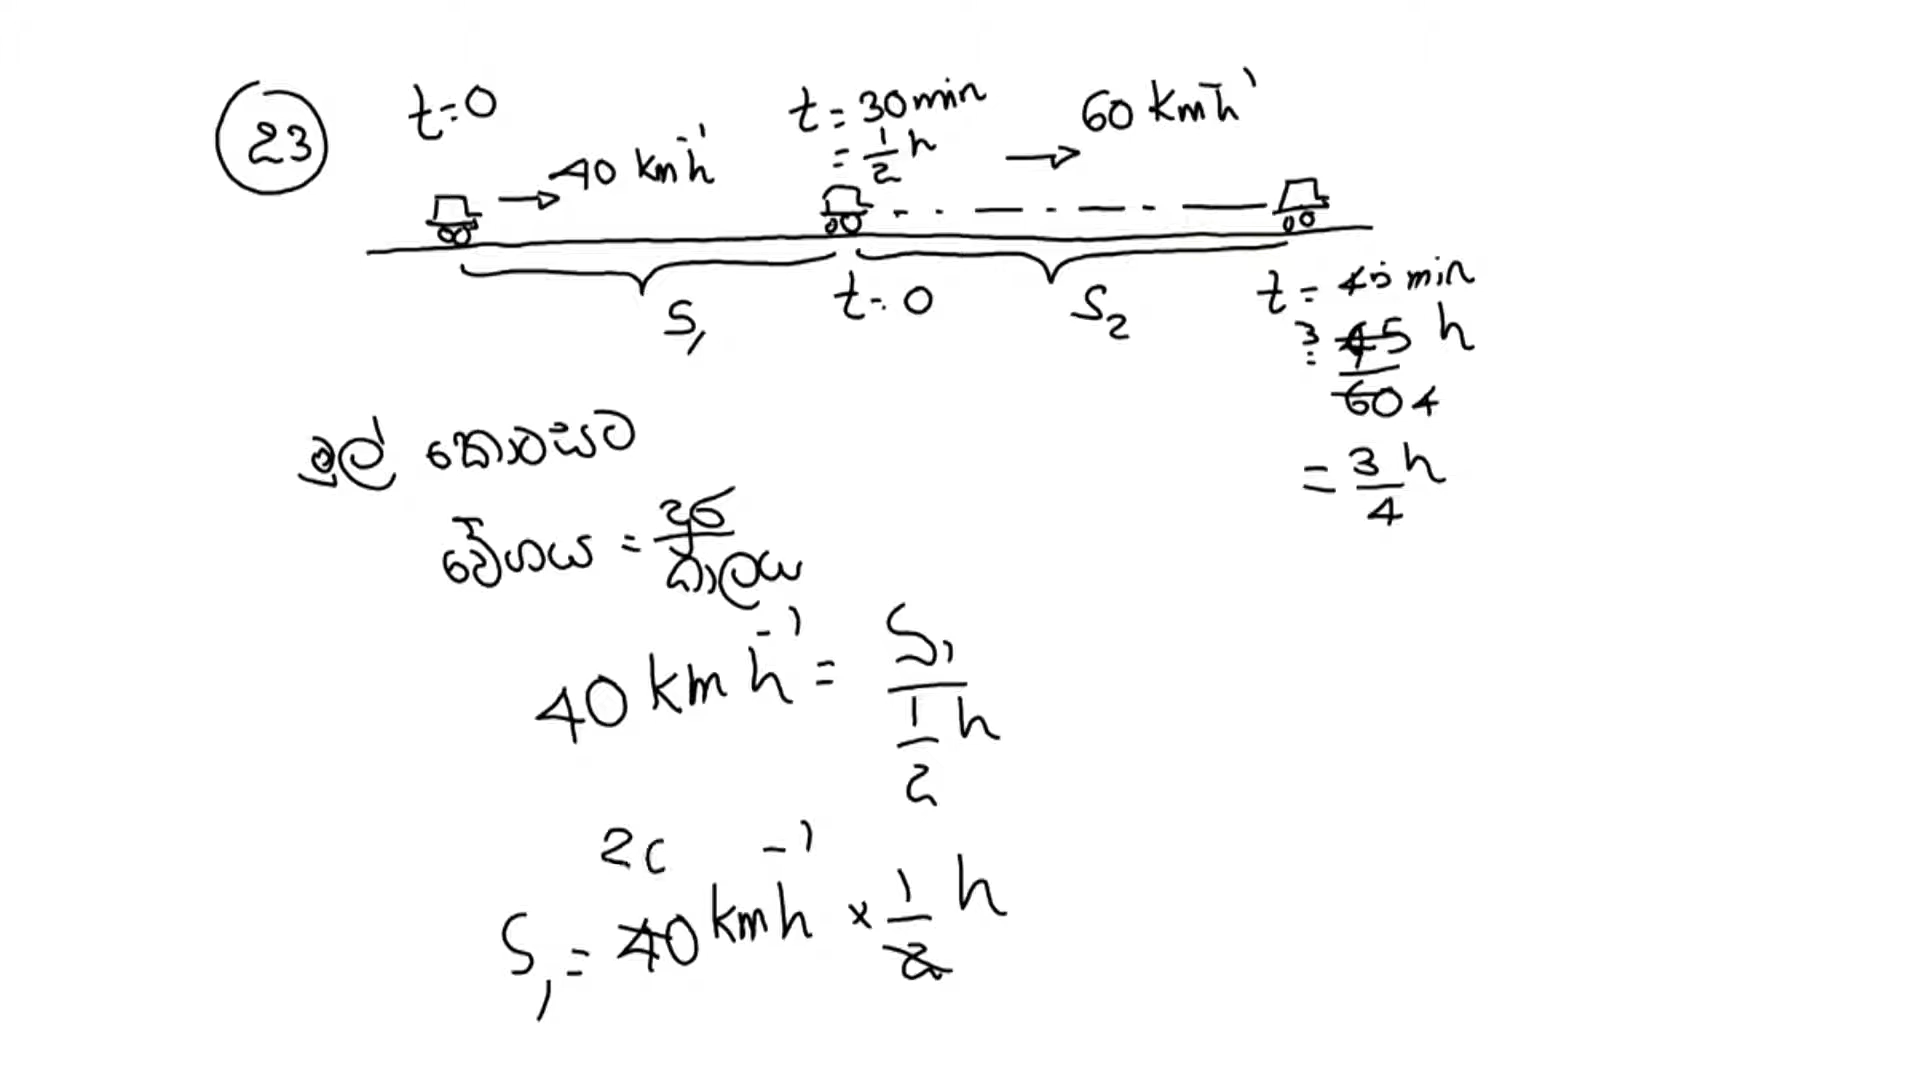 23
t=0
t = 30 min
= 1/2 h
60 kmh⁻¹
40 kmh⁻¹
S₁
t=0
S₂
t = 45 min
= 45/60 h
3
4
= 3/4 h
මුල් කොටසට
වේගය = දුර/කාලය
40 kmh⁻¹ = S₁ / 1/2 h
20
S₁ = 40 kmh⁻¹ × 1/2 h